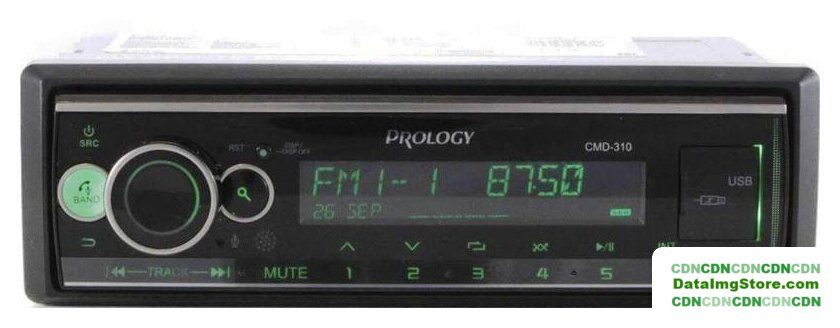 SRC
RST
DISP/
DISP OFF
PROLOGY
CMD-310
USB
BAND
FM1--1 87.50
26 SEP
TRACK
MUTE
1 2 3 4 5
INT
CDNCDNCDNCDNCDN
DataImgStore.com
CDNCDNCDNCDNCDN